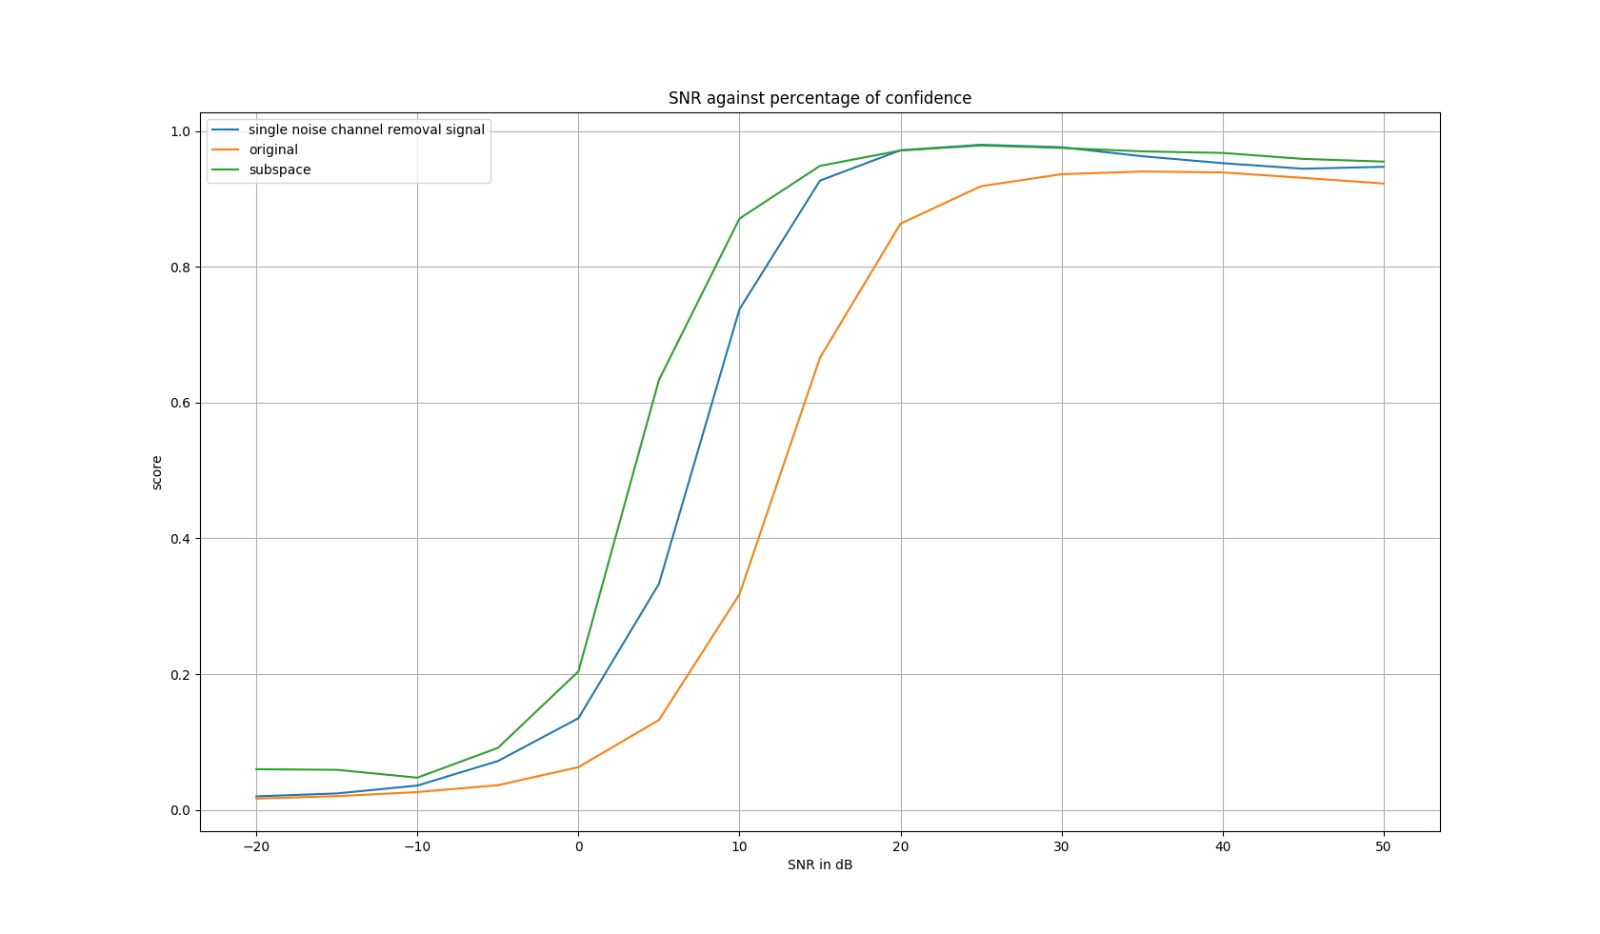 SNR against percentage of confidence
single noise channel removal signal
original
subspace
1.0
0.8
0.6
0.4
0.2
0.0
score
−20 −10 0 10 20 30 40 50
SNR in dB